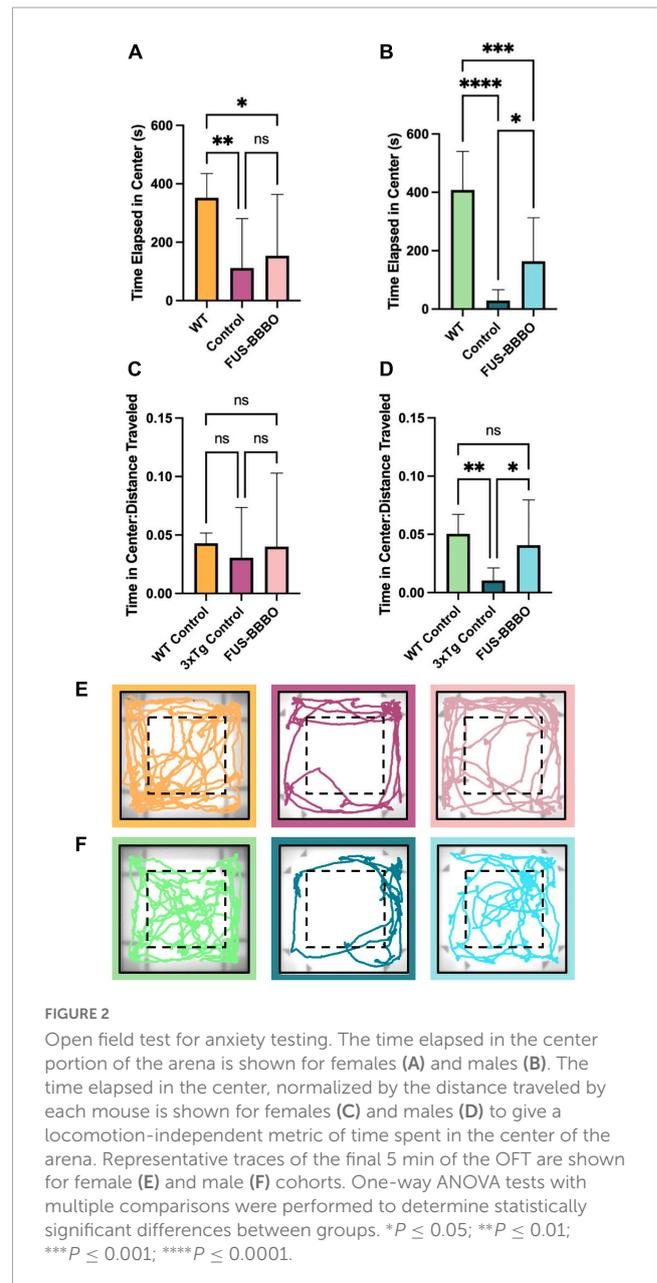 A
B
*
**
ns
600
400
200
0
Time Elapsed in Center (s)
WT
Control
FUS-BBBO
***
****
*
600
400
200
0
Time Elapsed in Center (s)
WT
Control
FUS-BBBO
C
D
ns
ns
ns
0.15
0.10
0.05
0.00
Time in Center:Distance Traveled
WT Control
3xTg Control
FUS-BBBO
ns
**
*
0.15
0.10
0.05
0.00
Time in Center:Distance Traveled
WT Control
3xTg Control
FUS-BBBO
E
F
FIGURE 2
Open field test for anxiety testing. The time elapsed in the center
portion of the arena is shown for females (A) and males (B). The
time elapsed in the center, normalized by the distance traveled by
each mouse is shown for females (C) and males (D) to give a
locomotion-independent metric of time spent in the center of the
arena. Representative traces of the final 5 min of the OFT are shown
for female (E) and male (F) cohorts. One-way ANOVA tests with
multiple comparisons were performed to determine statistically
significant differences between groups. *P ≤ 0.05; **P ≤ 0.01;
***P ≤ 0.001; ****P ≤ 0.0001.